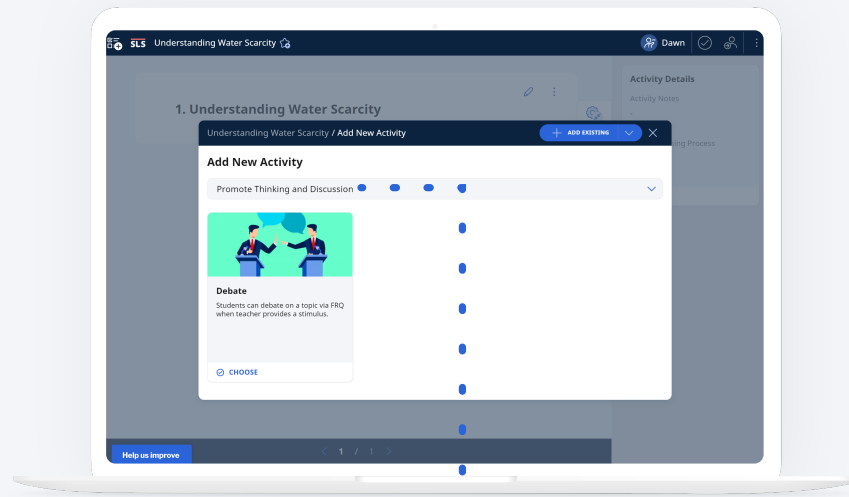 SLS Understanding Water Scarcity
Dawn
Activity Details
Activity Notes
1. Understanding Water Scarcity
Understanding Water Scarcity / Add New Activity
ADD EXISTING
Add New Activity
Promote Thinking and Discussion
Debate
Students can debate on a topic via FRQ
when teacher provides a stimulus.
CHOOSE
Help us improve
1 / 1